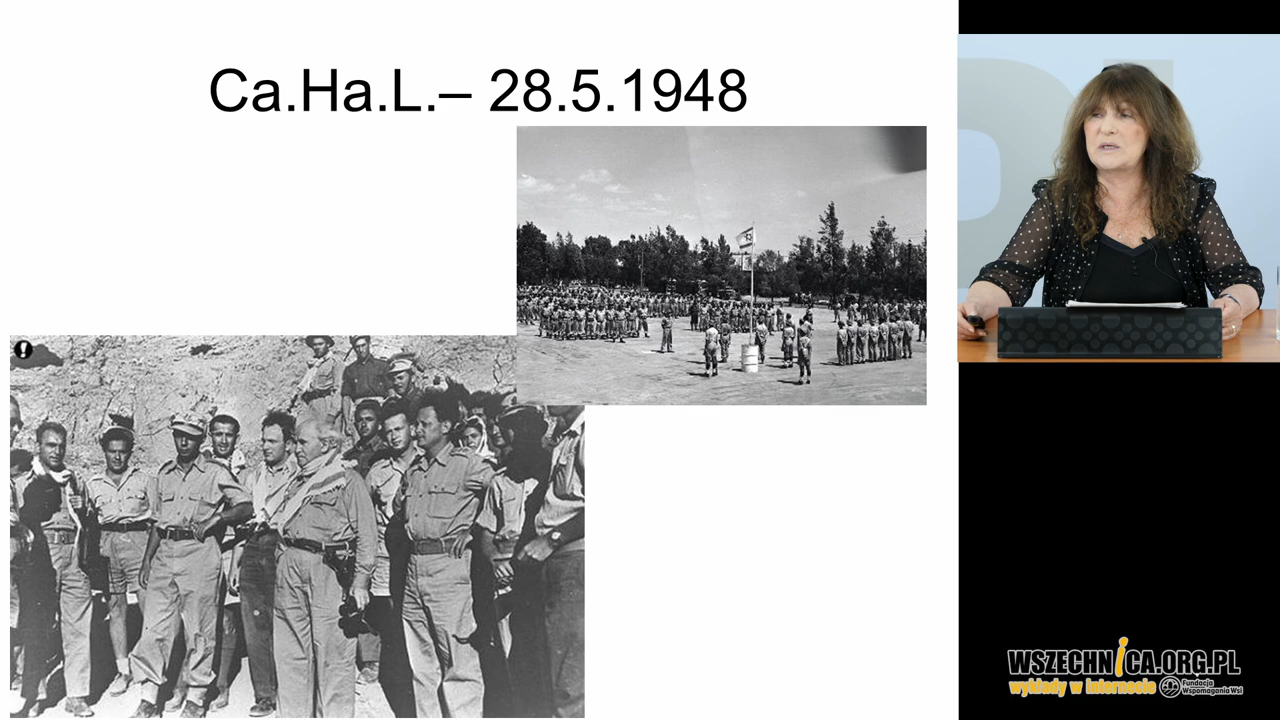 Ca.Ha.L.– 28.5.1948
WSZECHNiCA.ORG.PL
wykłady w internecie
Fundacja
Wspomagania Wsi